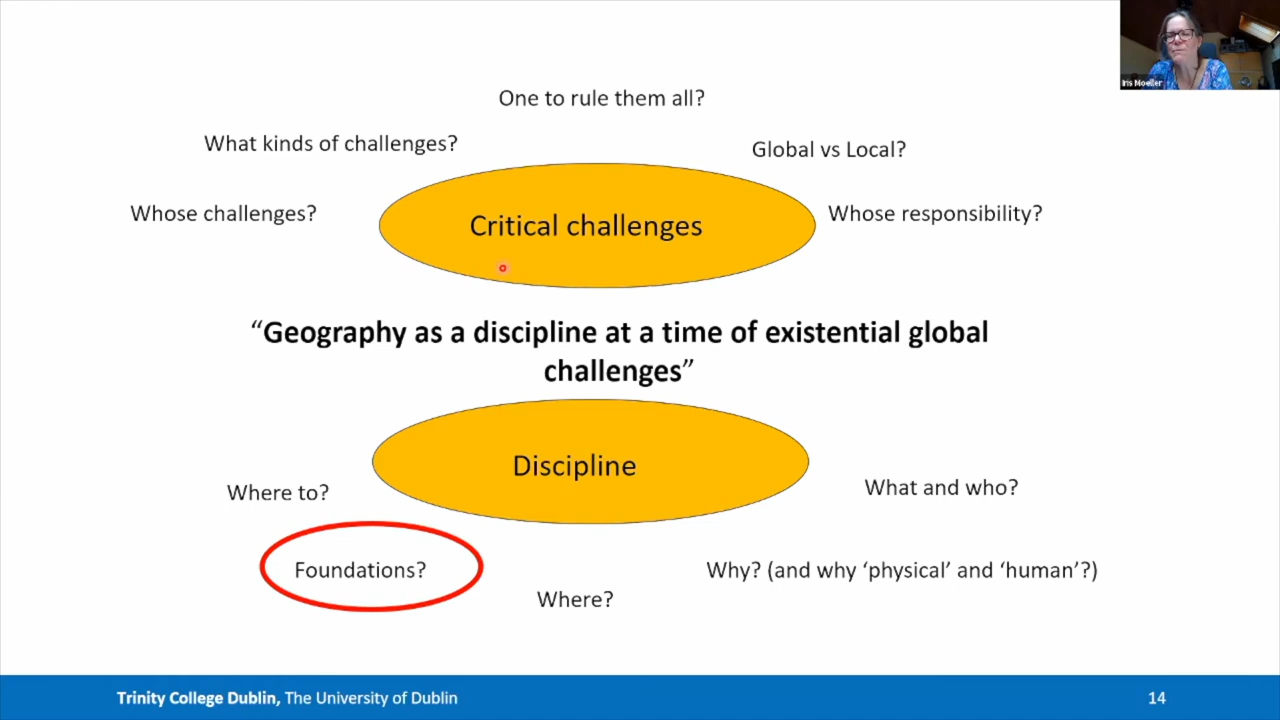 Iris Moeller
One to rule them all?
What kinds of challenges?
Global vs Local?
Whose challenges?
Critical challenges
Whose responsibility?
“Geography as a discipline at a time of existential global
challenges”
Discipline
Where to?
What and who?
Foundations?
Why? (and why ‘physical’ and ‘human’?)
Where?
Trinity College Dublin, The University of Dublin
14